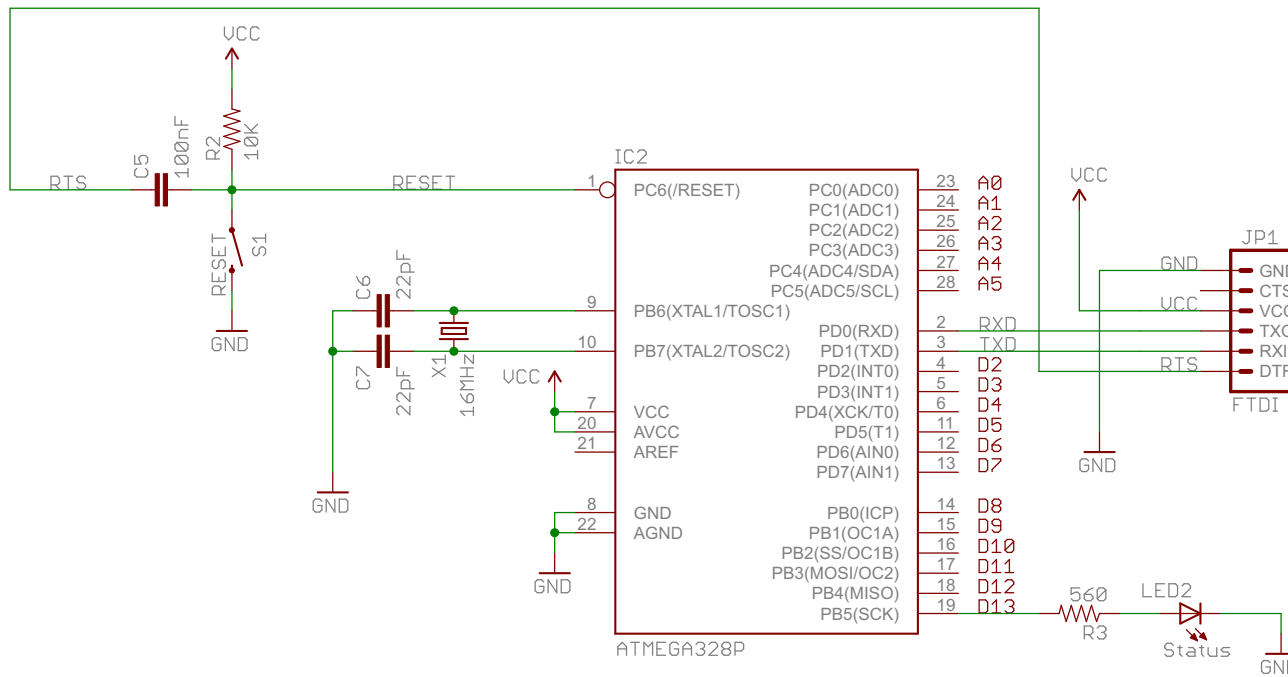 VCC
R2
10K
C5
100nF
RTS
RESET
RESET
S1
GND
C6
22pF
C7
22pF
X1
16MHz
GND
VCC
GND
IC2
1 PC6(/RESET)
9 PB6(XTAL1/TOSC1)
10 PB7(XTAL2/TOSC2)
7 VCC
20 AVCC
21 AREF
8 GND
22 AGND
PC0(ADC0) 23 A0
PC1(ADC1) 24 A1
PC2(ADC2) 25 A2
PC3(ADC3) 26 A3
PC4(ADC4/SDA) 27 A4
PC5(ADC5/SCL) 28 A5
PD0(RXD) 2 RXD
PD1(TXD) 3 TXD
PD2(INT0) 4 D2
PD3(INT1) 5 D3
PD4(XCK/T0) 6 D4
PD5(T1) 11 D5
PD6(AIN0) 12 D6
PD7(AIN1) 13 D7
PB0(ICP) 14 D8
PB1(OC1A) 15 D9
PB2(SS/OC1B) 16 D10
PB3(MOSI/OC2) 17 D11
PB4(MISO) 18 D12
PB5(SCK) 19 D13
ATMEGA328P
560
R3
LED2
Status
GND
VCC
GND
JP1
GND GND
CTS
VCC VCC
TXO
RXI
RTS DTR
FTDI